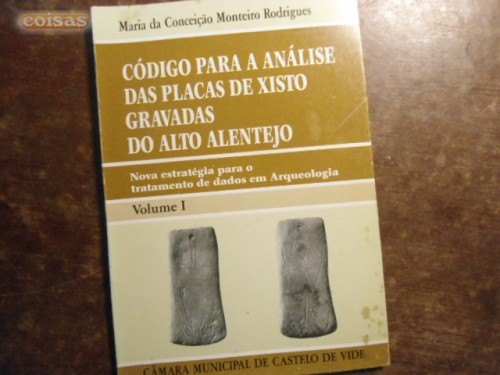 coisas
Maria da Conceição Monteiro Rodrigues
CÓDIGO PARA A ANÁLISE
DAS PLACAS DE XISTO
GRAVADAS
DO ALTO ALENTEJO
Nova estratégia para o
tratamento de dados em Arqueologia
Volume I
CÂMARA MUNICIPAL DE CASTELO DE VIDE